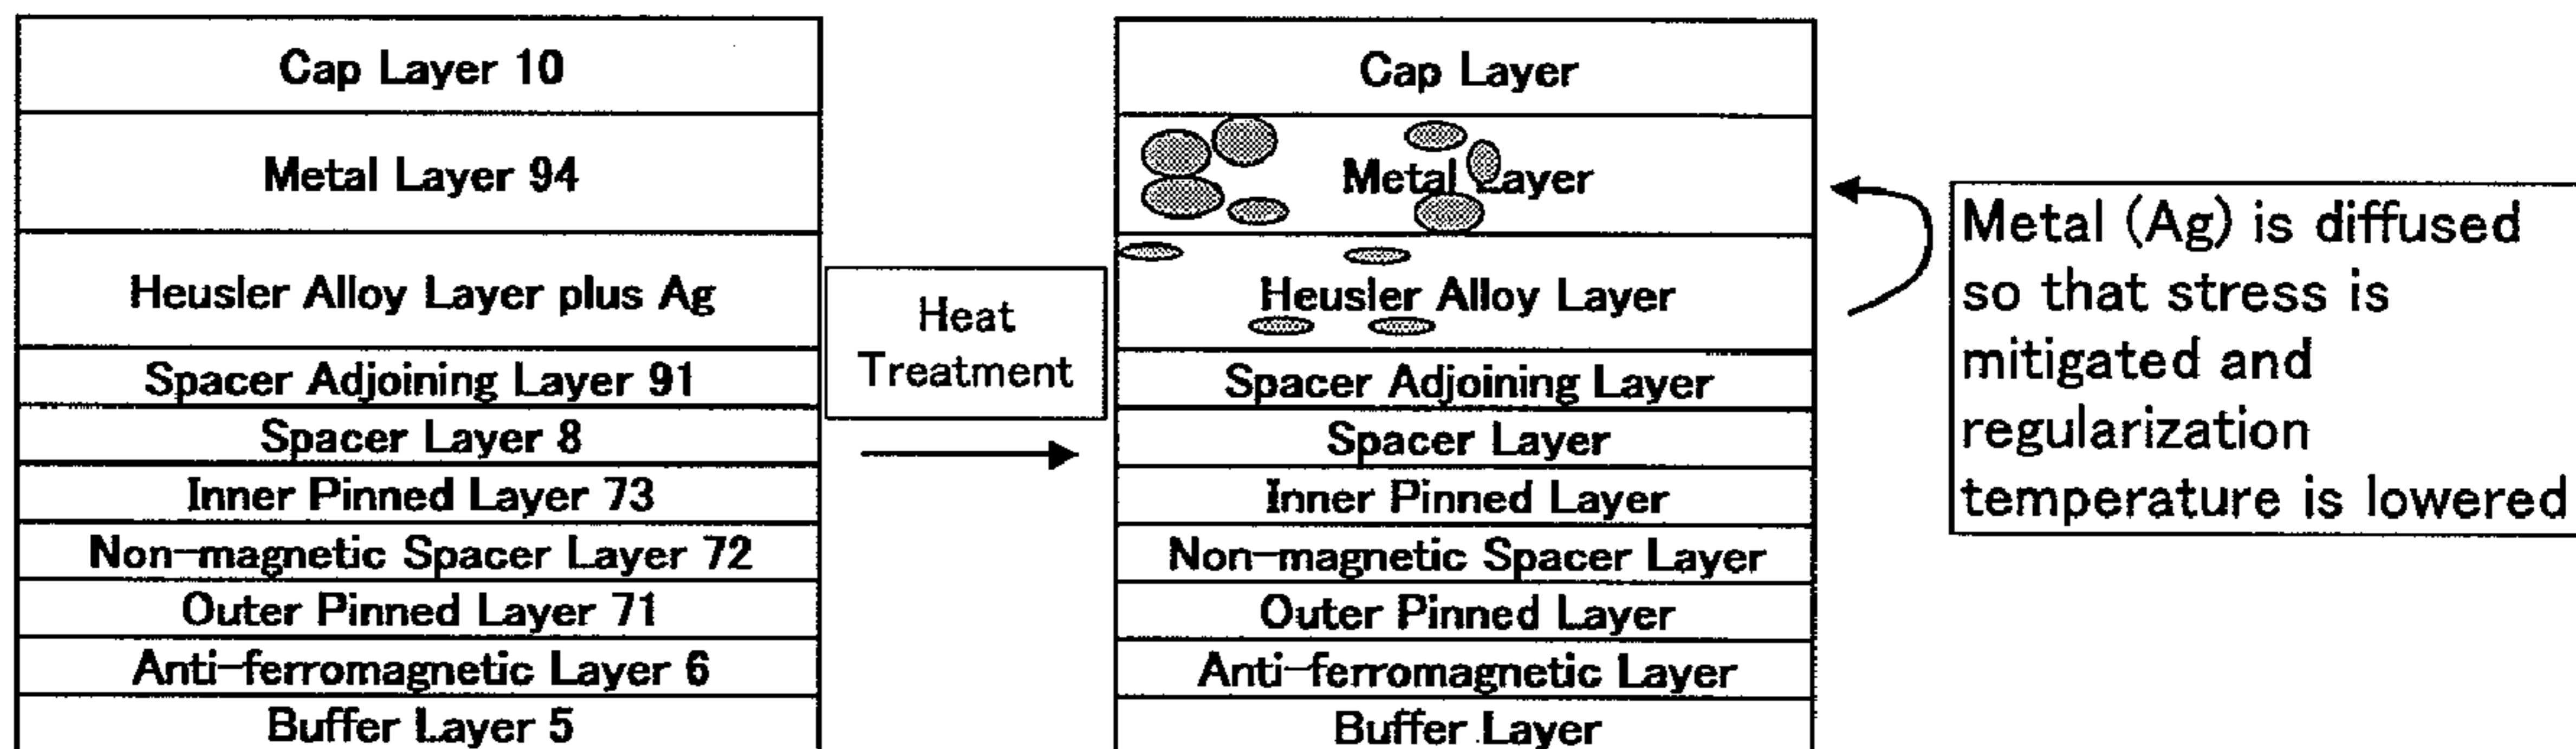 Cap Layer 10
Metal Layer 94
Heusler Alloy Layer plus Ag
Spacer Adjoining Layer 91
Spacer Layer 8
Inner Pinned Layer 73
Non-magnetic Spacer Layer 72
Outer Pinned Layer 71
Anti-ferromagnetic Layer 6
Buffer Layer 5
Heat
Treatment
Cap Layer
Metal Layer
Heusler Alloy Layer
Spacer Adjoining Layer
Spacer Layer
Inner Pinned Layer
Non-magnetic Spacer Layer
Outer Pinned Layer
Anti-ferromagnetic Layer
Buffer Layer
Metal (Ag) is diffused
so that stress is
mitigated and
regularization
temperature is lowered